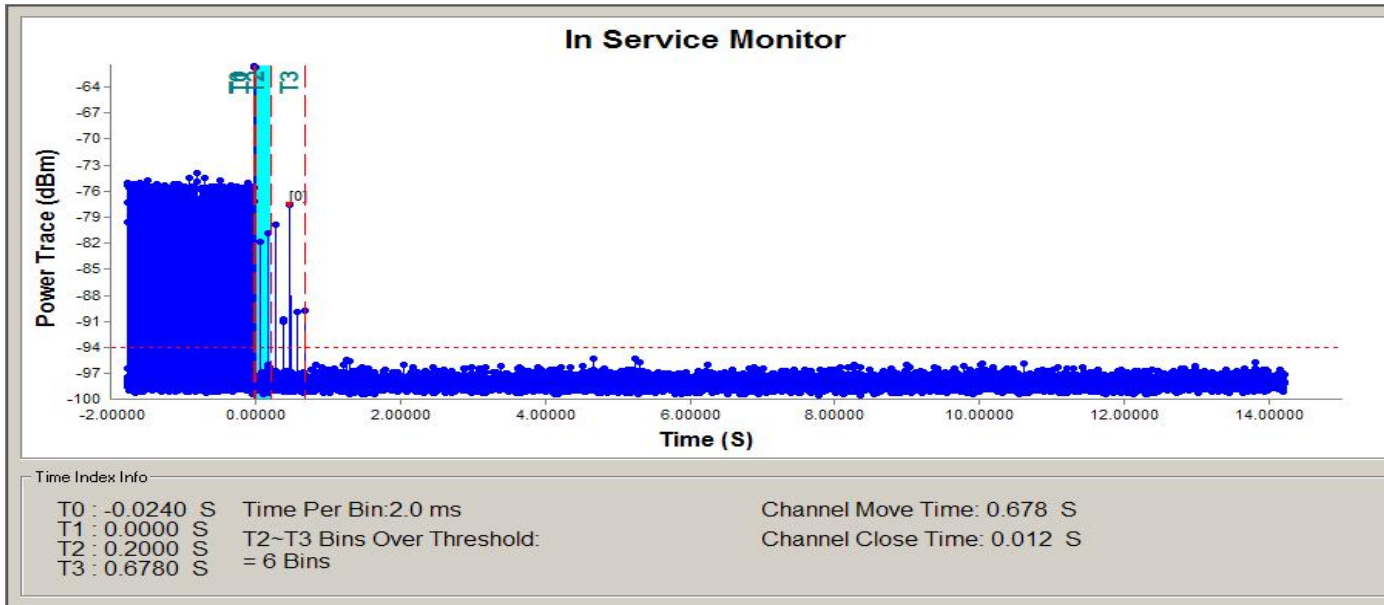 In Service Monitor
T0 T1 T2 T3
[0]
Power Trace (dBm)
-64
-67
-70
-73
-76
-79
-82
-85
-88
-91
-94
-97
-100
-2.00000 0.00000 2.00000 4.00000 6.00000 8.00000 10.00000 12.00000 14.00000
Time (S)
Time Index Info
T0 : -0.0240 S Time Per Bin:2.0 ms Channel Move Time: 0.678 S
T1 : 0.0000 S
T2 : 0.2000 S T2~T3 Bins Over Threshold: Channel Close Time: 0.012 S
T3 : 0.6780 S = 6 Bins